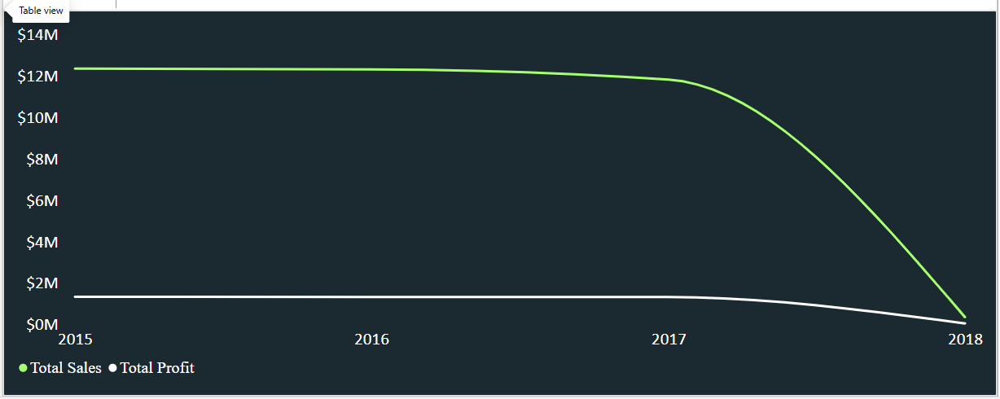 Table view
$14M
$12M
$10M
$8M
$6M
$4M
$2M
$0M
2015 2016 2017 2018
Total Sales Total Profit